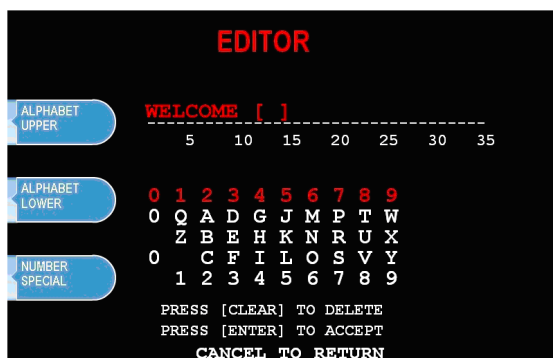 EDITOR
ALPHABET
UPPER
WELCOME [ ]
5 10 15 20 25 30 35
ALPHABET
LOWER
0 1 2 3 4 5 6 7 8 9
0 Q A D G J M P T W
Z B E H K N R U X
0 C F I L O S V Y
1 2 3 4 5 6 7 8 9
NUMBER
SPECIAL
PRESS [CLEAR] TO DELETE
PRESS [ENTER] TO ACCEPT
CANCEL TO RETURN